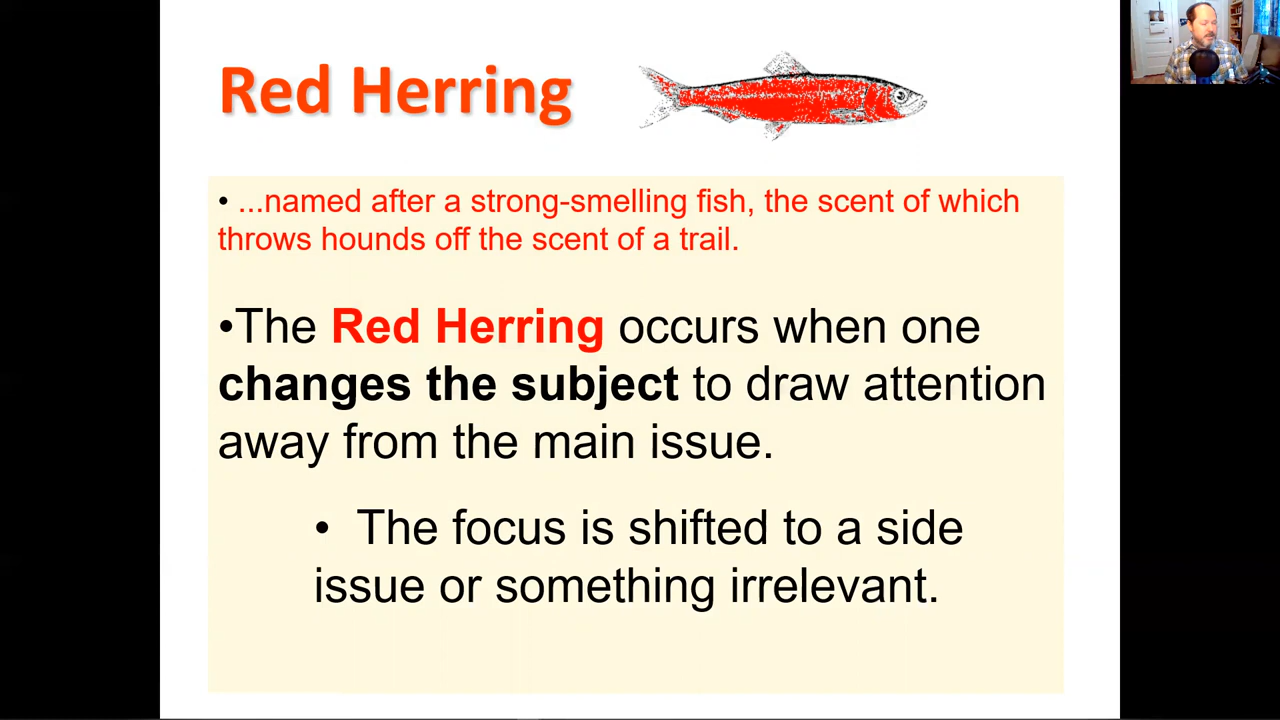 Red Herring
• ...named after a strong-smelling fish, the scent of which
throws hounds off the scent of a trail.
•The Red Herring occurs when one
changes the subject to draw attention
away from the main issue.
• The focus is shifted to a side
issue or something irrelevant.